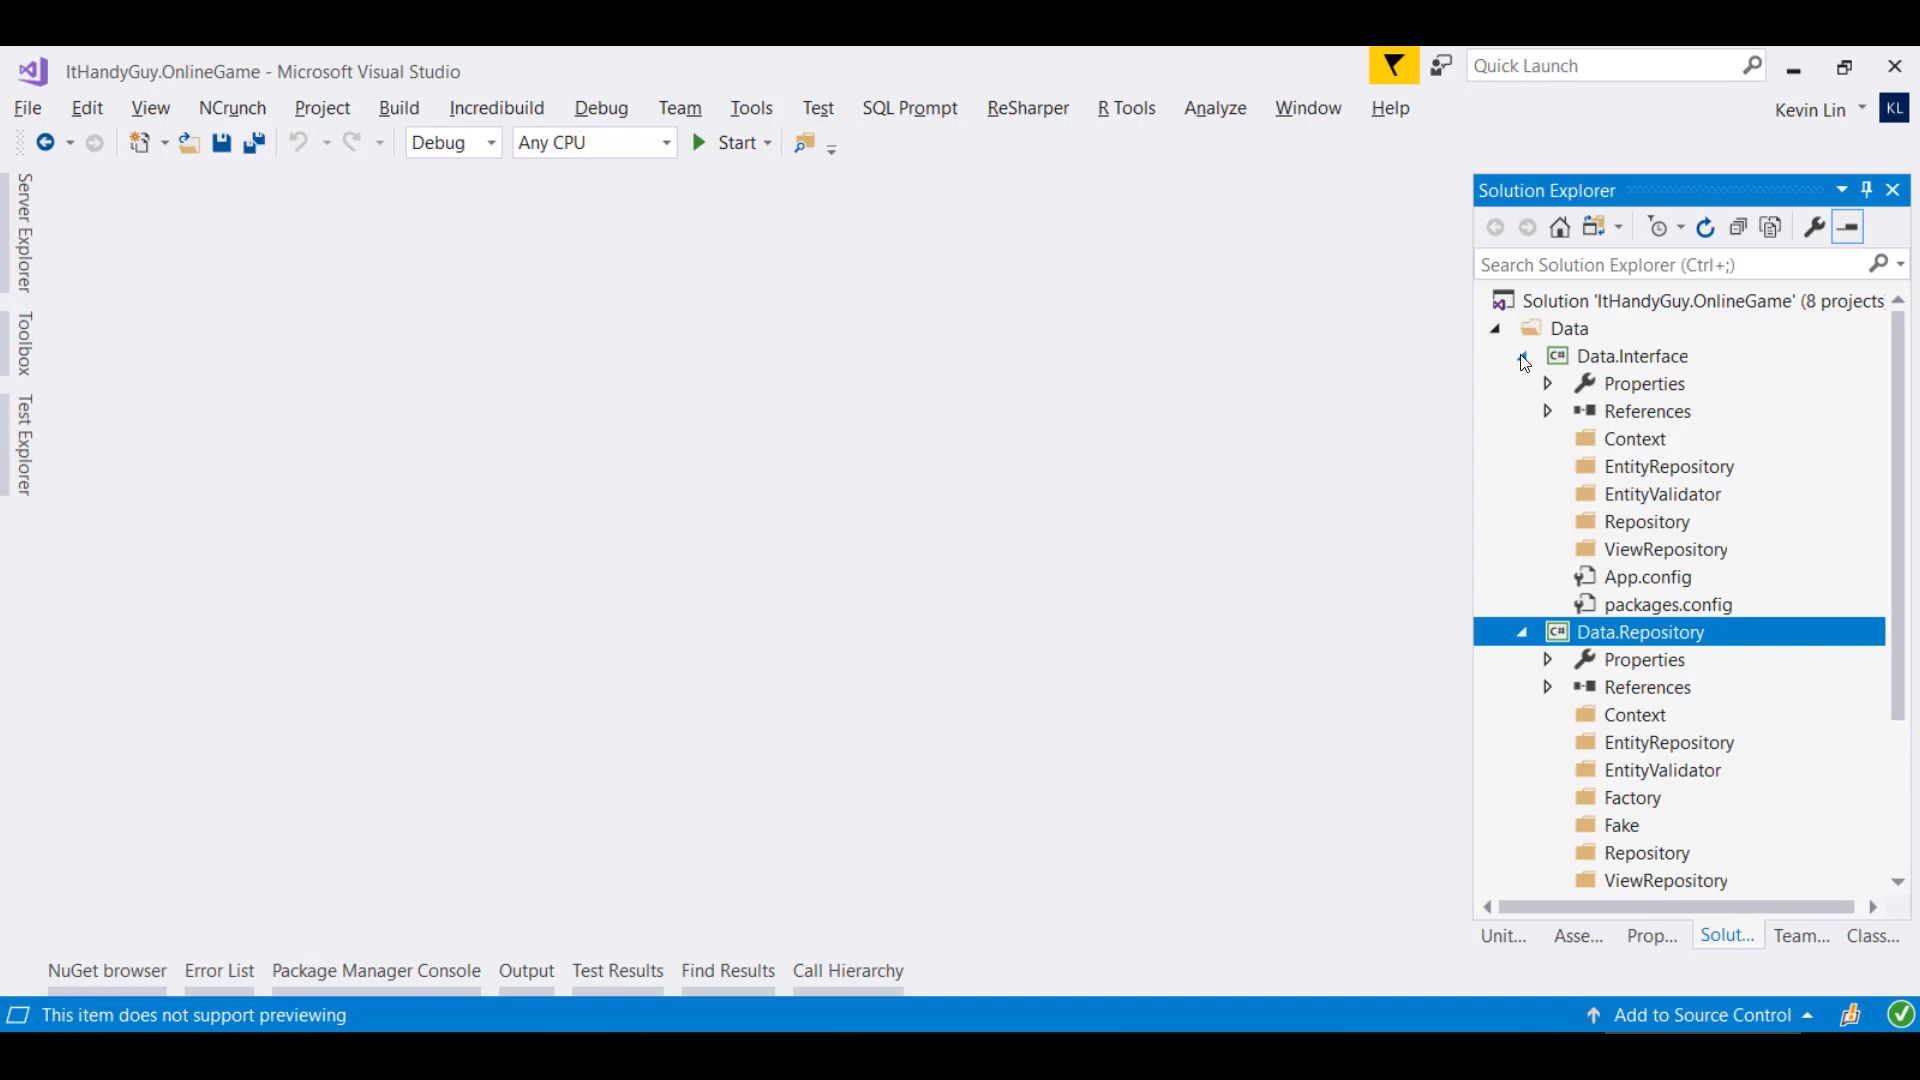 ItHandyGuy.OnlineGame - Microsoft Visual Studio
Quick Launch
File Edit View NCrunch Project Build Incredibuild Debug Team Tools Test SQL Prompt ReSharper R Tools Analyze Window Help
Kevin Lin KL
Debug Any CPU Start
Server Explorer
Toolbox
Test Explorer
Solution Explorer
Search Solution Explorer (Ctrl+;)
Solution 'ItHandyGuy.OnlineGame' (8 projects
Data
C# Data.Interface
Properties
References
Context
EntityRepository
EntityValidator
Repository
ViewRepository
App.config
packages.config
C# Data.Repository
Properties
References
Context
EntityRepository
EntityValidator
Factory
Fake
Repository
ViewRepository
Unit... Asse... Prop... Solut... Team... Class...
NuGet browser Error List Package Manager Console Output Test Results Find Results Call Hierarchy
This item does not support previewing
Add to Source Control